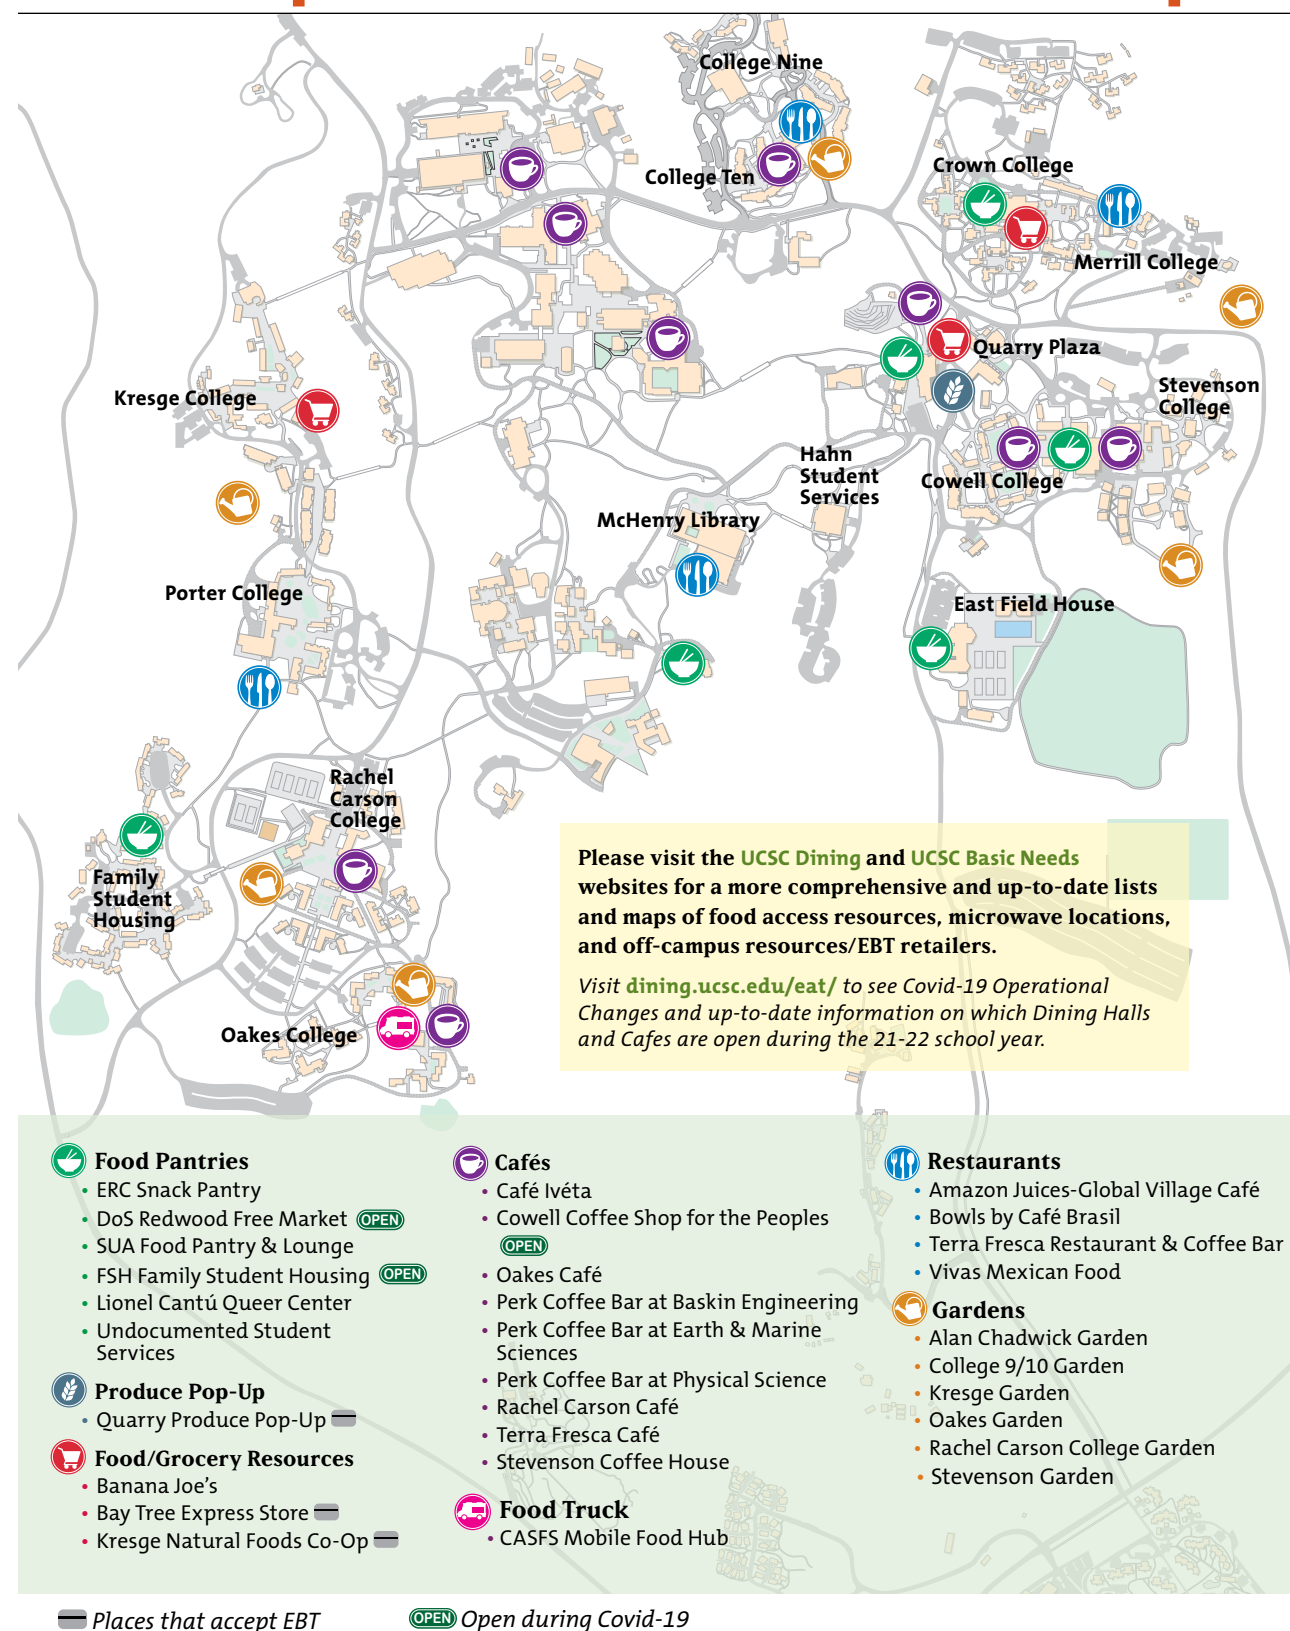 College Nine
College Ten
Crown College
Merrill College
Quarry Plaza
Kresge College
Stevenson
College
Hahn
Student
Services
Cowell College
McHenry Library
Porter College
East Field House
Rachel
Carson
College
Family
Student
Housing
Oakes College
Please visit the UCSC Dining and UCSC Basic Needs
websites for a more comprehensive and up-to-date lists
and maps of food access resources, microwave locations,
and off-campus resources/EBT retailers.
Visit dining.ucsc.edu/eat/ to see Covid-19 Operational
Changes and up-to-date information on which Dining Halls
and Cafes are open during the 21-22 school year.
Food Pantries
• ERC Snack Pantry
• DoS Redwood Free Market OPEN
• SUA Food Pantry & Lounge
• FSH Family Student Housing OPEN
• Lionel Cantú Queer Center
• Undocumented Student
Services
Produce Pop-Up
• Quarry Produce Pop-Up
Food/Grocery Resources
• Banana Joe's
• Bay Tree Express Store
• Kresge Natural Foods Co-Op
Cafés
• Café Ivéta
• Cowell Coffee Shop for the Peoples
OPEN
• Oakes Café
• Perk Coffee Bar at Baskin Engineering
• Perk Coffee Bar at Earth & Marine
Sciences
• Perk Coffee Bar at Physical Science
• Rachel Carson Café
• Terra Fresca Café
• Stevenson Coffee House
Food Truck
• CASFS Mobile Food Hub
Restaurants
• Amazon Juices-Global Village Café
• Bowls by Café Brasil
• Terra Fresca Restaurant & Coffee Bar
• Vivas Mexican Food
Gardens
• Alan Chadwick Garden
• College 9/10 Garden
• Kresge Garden
• Oakes Garden
• Rachel Carson College Garden
• Stevenson Garden
Places that accept EBT
OPEN Open during Covid-19